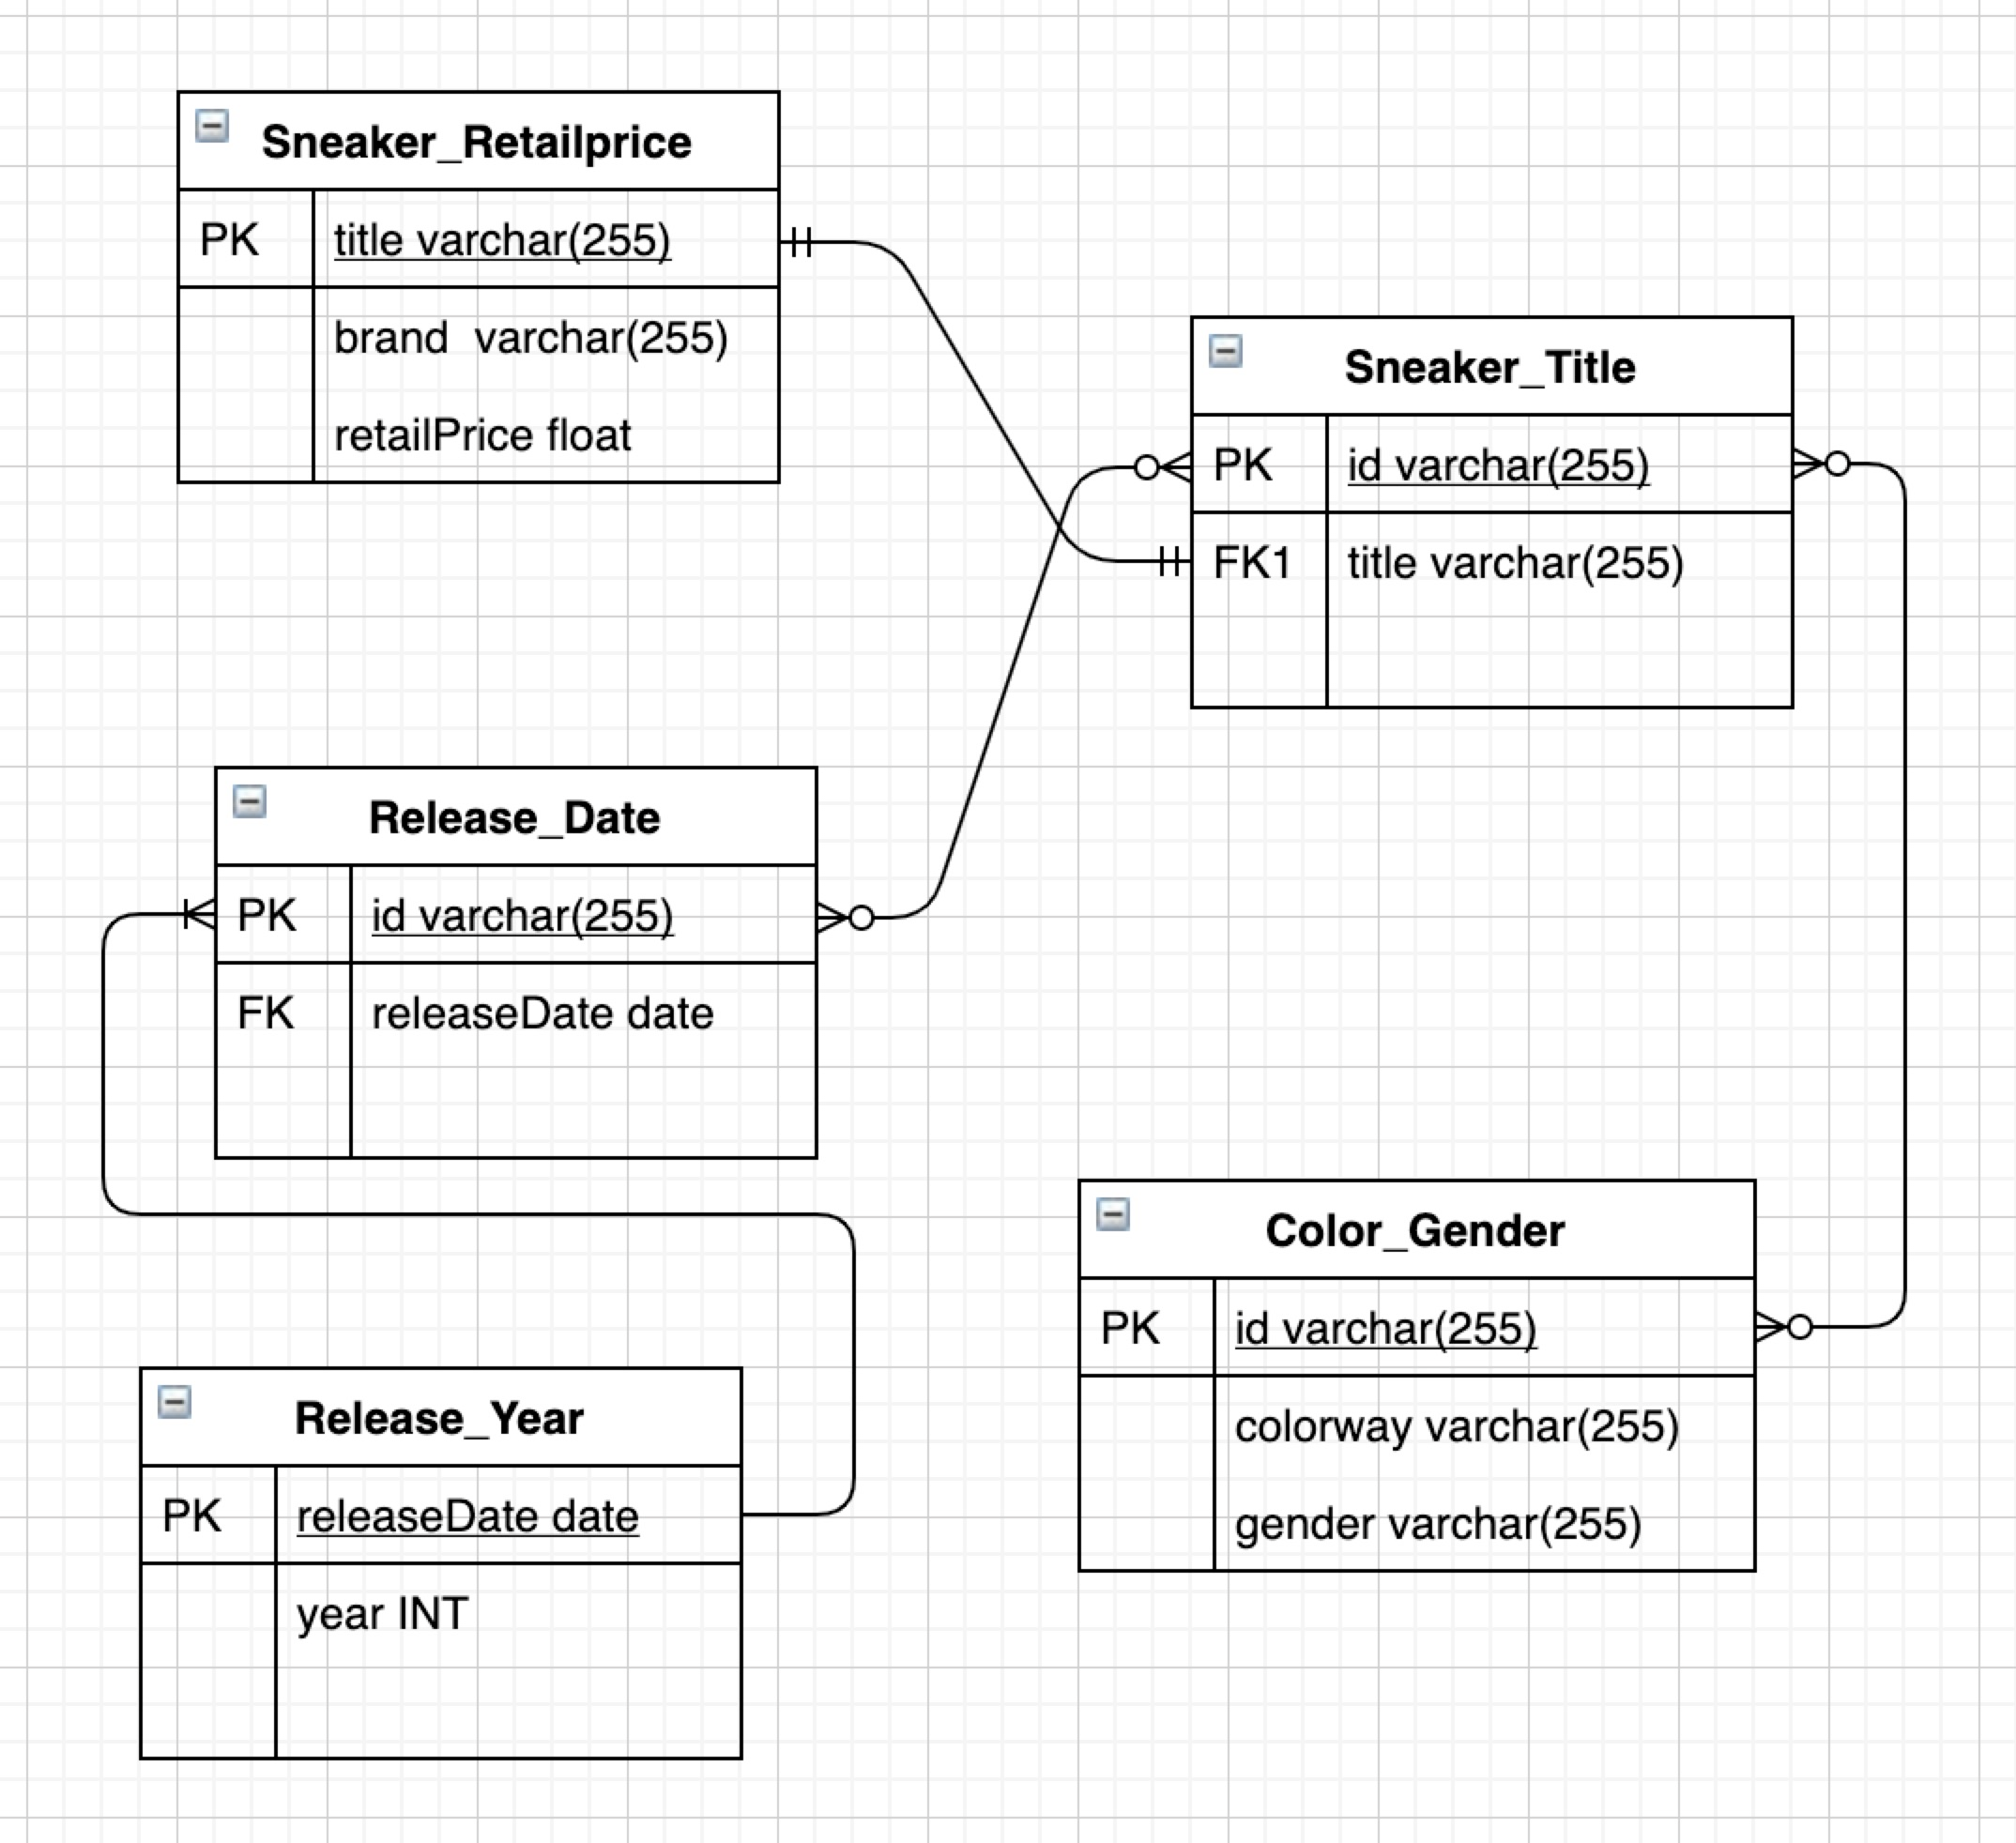 Sneaker_Retailprice
PK title varchar(255)
brand  varchar(255)
retailPrice float
Sneaker_Title
PK id varchar(255)
FK1 title varchar(255)
Release_Date
PK id varchar(255)
FK releaseDate date
Color_Gender
PK id varchar(255)
colorway varchar(255)
gender varchar(255)
Release_Year
PK releaseDate date
year INT